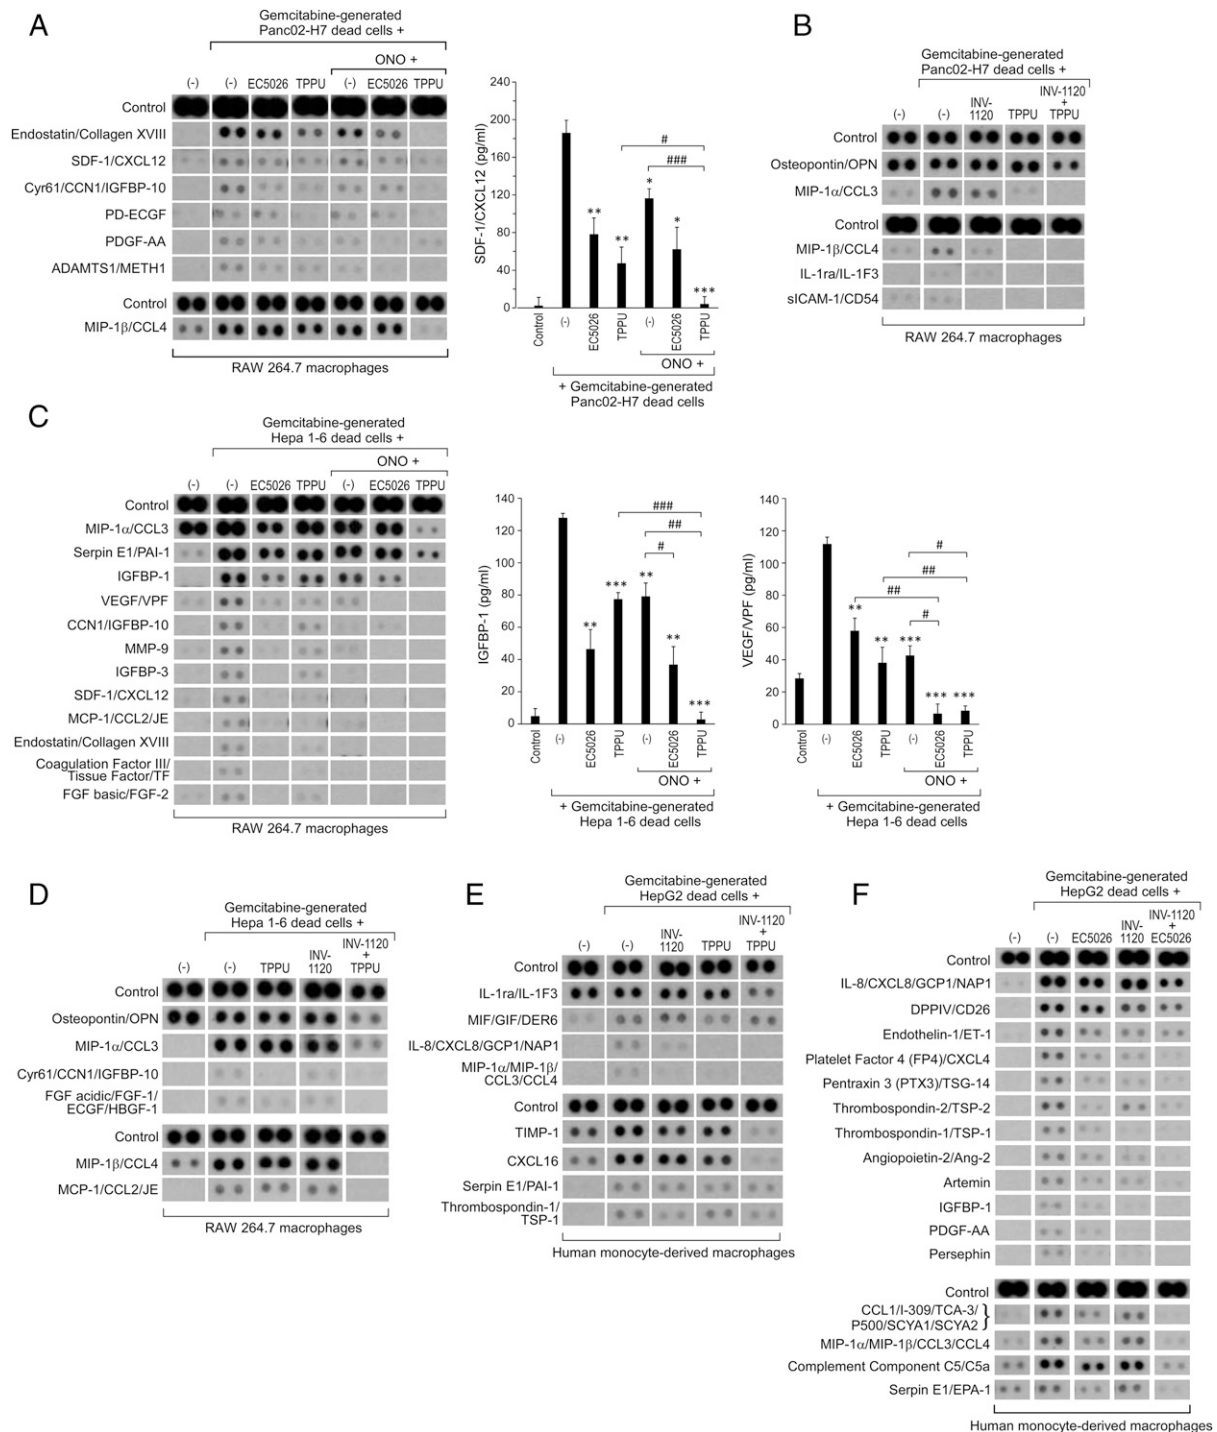 A
Gemcitabine-generated
Panc02-H7 dead cells +
ONO +
(-) (-) EC5026 TPPU (-) EC5026 TPPU
Control
Endostatin/Collagen XVIII
SDF-1/CXCL12
Cyr61/CCN1/IGFBP-10
PD-ECGF
PDGF-AA
ADAMTS1/METH1
Control
MIP-1β/CCL4
RAW 264.7 macrophages
SDF-1/CXCL12 (pg/ml)
240
200
160
120
80
40
0
#
###
*
**
**
*
***
Control (-) EC5026 TPPU (-) EC5026 TPPU
ONO +
+ Gemcitabine-generated
Panc02-H7 dead cells
B
Gemcitabine-generated
Panc02-H7 dead cells +
(-) (-) INV-1120 TPPU INV-1120 + TPPU
Control
Osteopontin/OPN
MIP-1α/CCL3
Control
MIP-1β/CCL4
IL-1ra/IL-1F3
sICAM-1/CD54
RAW 264.7 macrophages
C
Gemcitabine-generated
Hepa 1-6 dead cells +
ONO +
(-) (-) EC5026 TPPU (-) EC5026 TPPU
Control
MIP-1α/CCL3
Serpin E1/PAI-1
IGFBP-1
VEGF/VPF
CCN1/IGFBP-10
MMP-9
IGFBP-3
SDF-1/CXCL12
MCP-1/CCL2/JE
Endostatin/Collagen XVIII
Coagulation Factor III/
Tissue Factor/TF
FGF basic/FGF-2
RAW 264.7 macrophages
IGFBP-1 (pg/ml)
140
120
100
80
60
40
20
0
###
##
#
**
***
**
**
***
Control (-) EC5026 TPPU (-) EC5026 TPPU
ONO +
+ Gemcitabine-generated
Hepa 1-6 dead cells
VEGF/VPF (pg/ml)
140
120
100
80
60
40
20
0
#
##
##
#
**
**
***
***
***
Control (-) EC5026 TPPU (-) EC5026 TPPU
ONO +
+ Gemcitabine-generated
Hepa 1-6 dead cells
D
Gemcitabine-generated
Hepa 1-6 dead cells +
(-) (-) TPPU INV-1120 INV-1120 + TPPU
Control
Osteopontin/OPN
MIP-1α/CCL3
Cyr61/CCN1/IGFBP-10
FGF acidic/FGF-1/
ECGF/HBGF-1
Control
MIP-1β/CCL4
MCP-1/CCL2/JE
RAW 264.7 macrophages
E
Gemcitabine-generated
HepG2 dead cells +
(-) (-) INV-1120 TPPU INV-1120 + TPPU
Control
IL-1ra/IL-1F3
MIF/GIF/DER6
IL-8/CXCL8/GCP1/NAP1
MIP-1α/MIP-1β/
CCL3/CCL4
Control
TIMP-1
CXCL16
Serpin E1/PAI-1
Thrombospondin-1/
TSP-1
Human monocyte-derived macrophages
F
Gemcitabine-generated
HepG2 dead cells +
(-) (-) EC5026 INV-1120 INV-1120 + EC5026
Control
IL-8/CXCL8/GCP1/NAP1
DPPIV/CD26
Endothelin-1/ET-1
Platelet Factor 4 (FP4)/CXCL4
Pentraxin 3 (PTX3)/TSG-14
Thrombospondin-2/TSP-2
Thrombospondin-1/TSP-1
Angiopoietin-2/Ang-2
Artemin
IGFBP-1
PDGF-AA
Persephin
Control
CCL1/I-309/TCA-3/
P500/SCYA1/SCYA2
MIP-1α/MIP-1β/CCL3/CCL4
Complement Component C5/C5a
Serpin E1/EPA-1
Human monocyte-derived macrophages